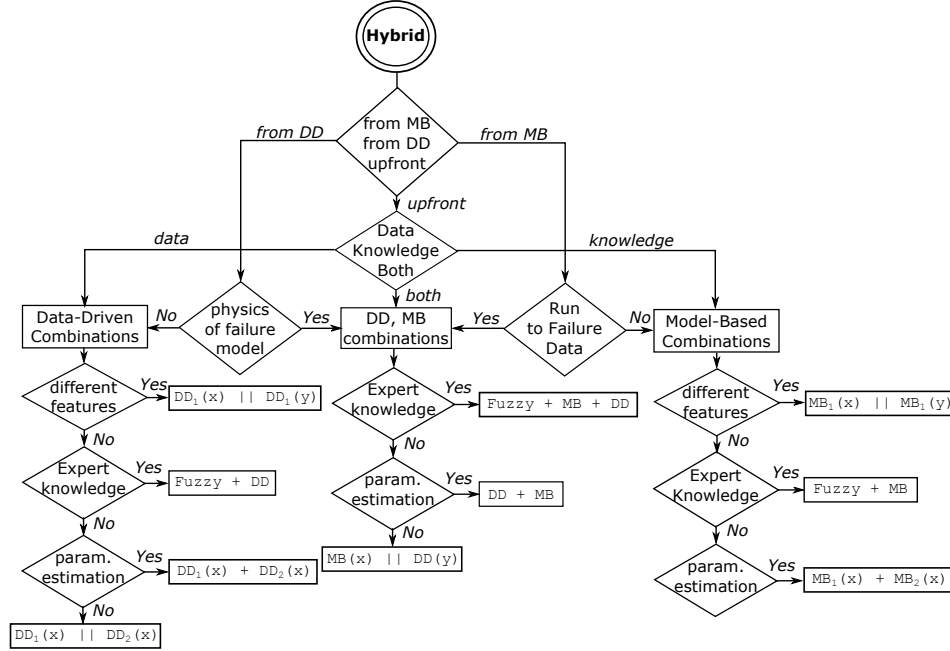 Hybrid
from DD
from MB
from DD
upfront
from MB
upfront
data
Data
Knowledge
Both
knowledge
both
Data-Driven
Combinations
No
physics
of failure
model
Yes
DD, MB
combinations
Yes
Run
to Failure
Data
No
Model-Based
Combinations
different
features
Yes
DD₁(x) || DD₁(y)
No
Expert
knowledge
Yes
Fuzzy + DD
No
param.
estimation
Yes
DD₁(x) + DD₂(x)
No
DD₁(x) || DD₂(x)
Expert
knowledge
Yes
Fuzzy + MB + DD
No
param.
estimation
Yes
DD + MB
No
MB(x) || DD(y)
different
features
Yes
MB₁(x) || MB₁(y)
No
Expert
Knowledge
Yes
Fuzzy + MB
No
param.
estimation
Yes
MB₁(x) + MB₂(x)